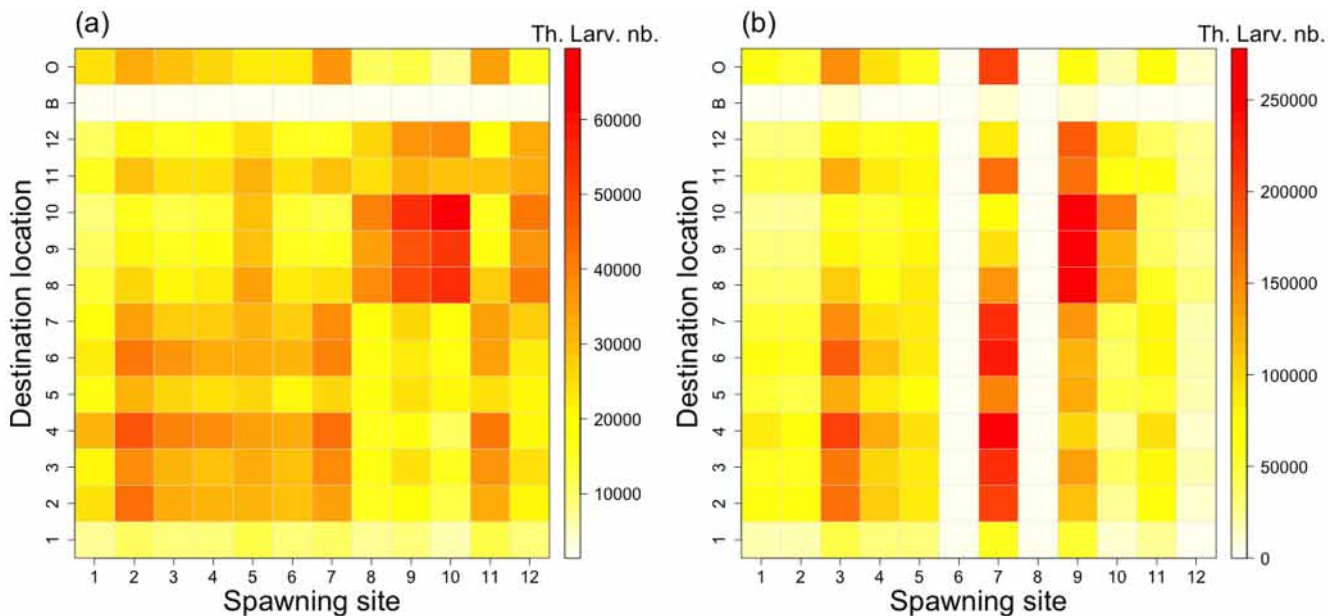 (a)
Th. Larv. nb.
O
B
12
11
10
9
8
7
6
5
4
3
2
1
Destination location
1 2 3 4 5 6 7 8 9 10 11 12
Spawning site
60000
50000
40000
30000
20000
10000
(b)
Th. Larv. nb.
O
B
12
11
10
9
8
7
6
5
4
3
2
1
Destination location
1 2 3 4 5 6 7 8 9 10 11 12
Spawning site
250000
200000
150000
100000
50000
0